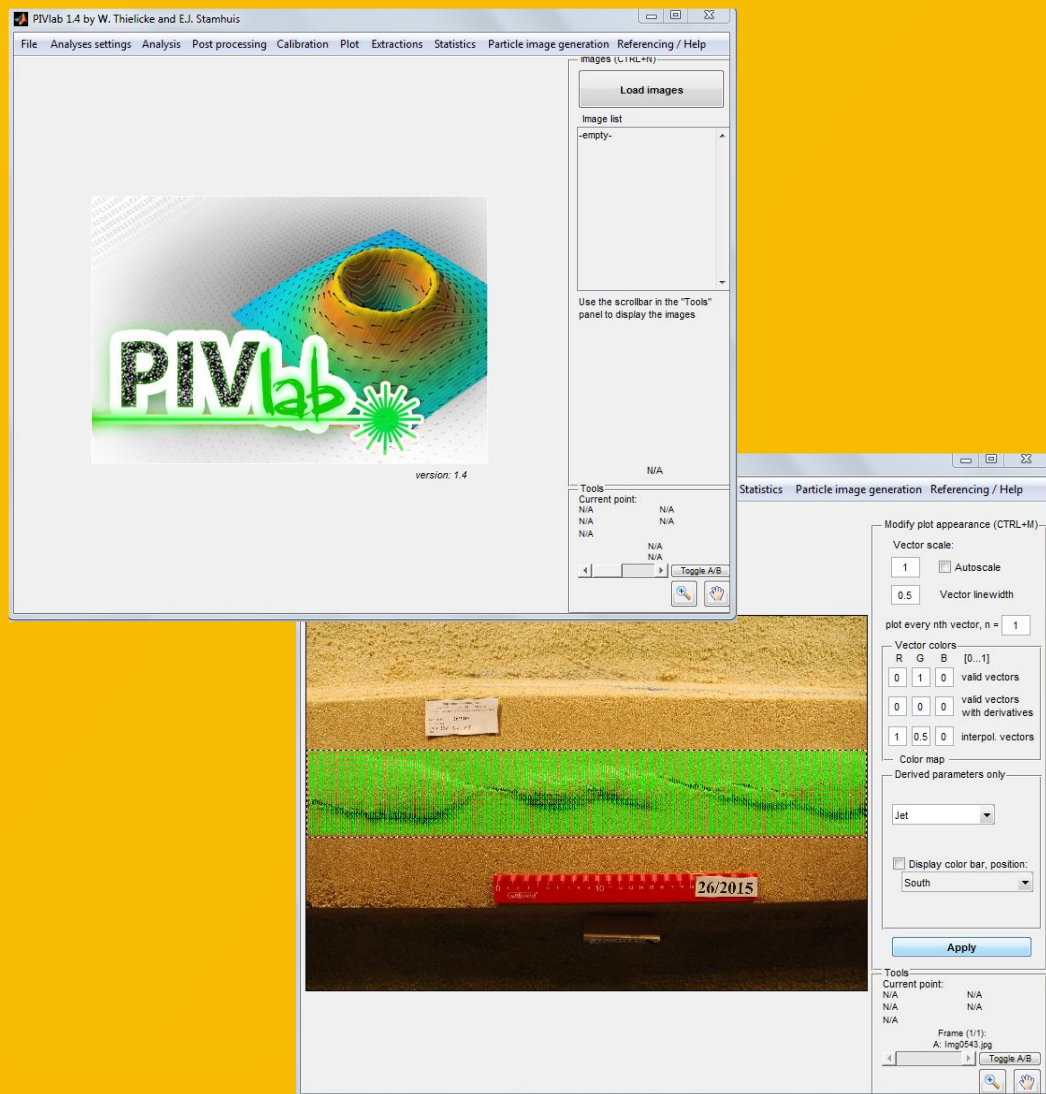 PIVlab 1.4 by W. Thielicke and E.J. Stamhuis
File Analyses settings Analysis Post processing Calibration Plot Extractions Statistics Particle image generation Referencing / Help
Images (CTRL+N)
Load images
Image list
-empty-
Use the scrollbar in the "Tools"
panel to display the images
PIVlab
version: 1.4
N/A
Tools
Current point:
N/A N/A
N/A N/A
N/A
N/A
N/A
Toggle A/B
Statistics Particle image generation Referencing / Help
Modify plot appearance (CTRL+M)
Vector scale:
1 Autoscale
0.5 Vector linewidth
plot every nth vector, n = 1
Vector colors
R G B [0...1]
0 1 0 valid vectors
0 0 0 valid vectors
with derivatives
1 0.5 0 interpol. vectors
Color map
Derived parameters only
Jet
Display color bar, position:
South
Apply
0 10
26/2015
Tools
Current point:
N/A N/A
N/A N/A
N/A
Frame (1/1):
A: Img0543.jpg
Toggle A/B